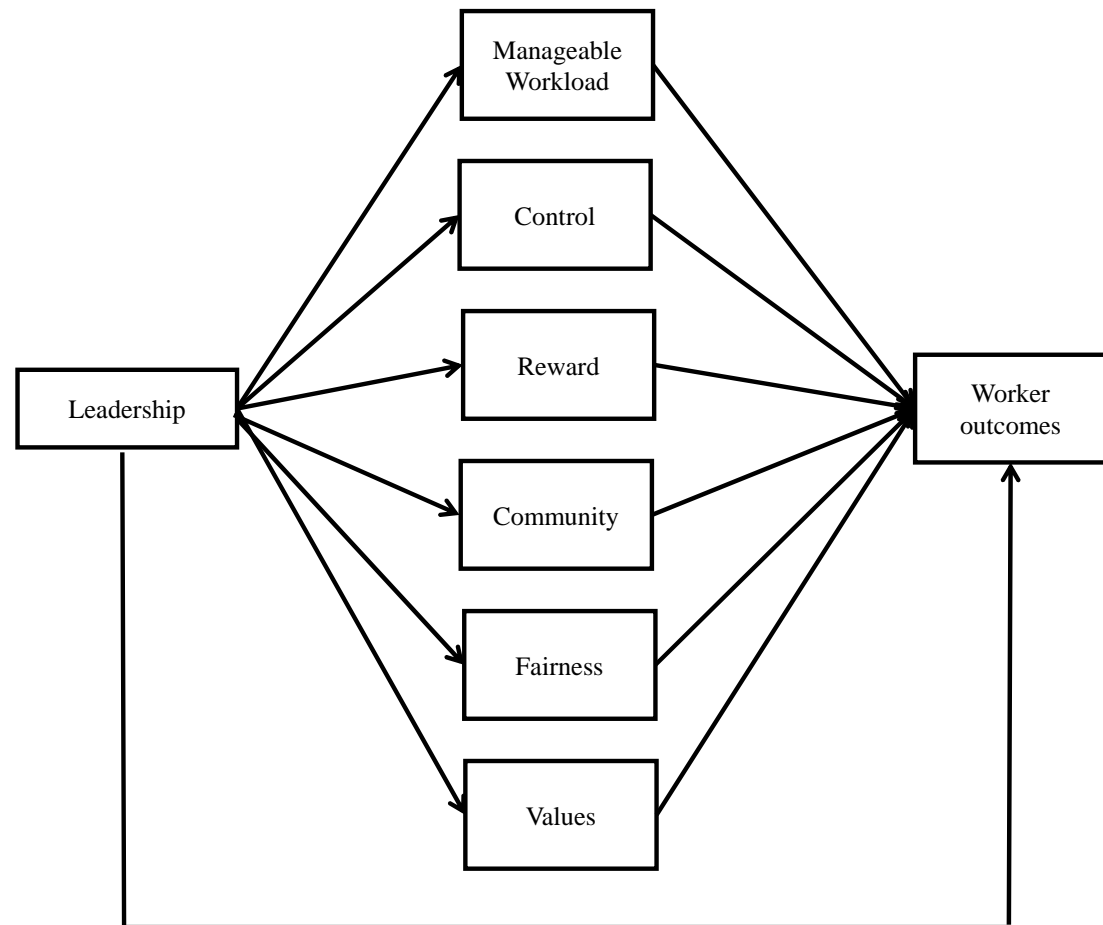 Manageable
Workload
Control
Reward
Leadership
Worker
outcomes
Community
Fairness
Values